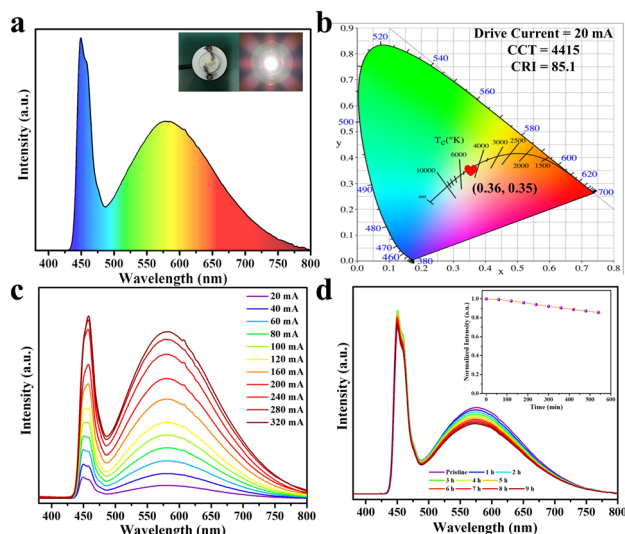 a
Intensity (a.u.)
400 450 500 550 600 650 700 750 800
Wavelength (nm)
b
Drive Current = 20 mA
CCT = 4415
CRI = 85.1
0.9
0.8
0.7
0.6
0.5
0.4
0.3
0.2
0.1
0.0
y
520
540
560
580
600
620
700
500
490
480
470
460
380
Tc(°K)
10000
6000
4000
3000
2500
2000
1500
∞
(0.36, 0.35)
0.0 0.1 0.2 0.3 0.4 0.5 0.6 0.7 0.8
x
c
Intensity (a.u.)
20 mA
40 mA
60 mA
80 mA
100 mA
120 mA
160 mA
200 mA
240 mA
280 mA
320 mA
400 450 500 550 600 650 700 750 800
Wavelength (nm)
d
Intensity (a.u.)
Normalized Intensity (a.u.)
1.0
0.8
0.6
0.4
0.2
0.0
0 100 200 300 400 500 600
Time (min)
Pristine 1 h 2 h
3 h 4 h 5 h
6 h 7 h 8 h 9 h
400 450 500 550 600 650 700 750 800
Wavelength (nm)